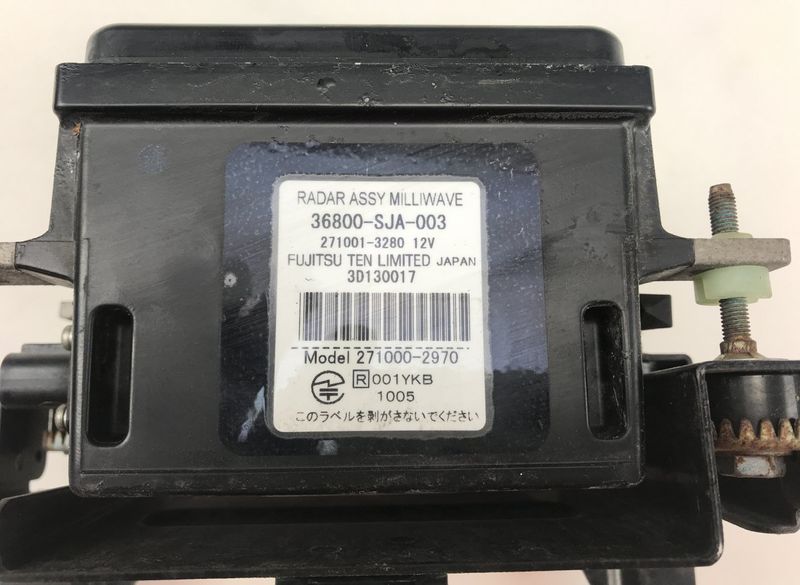 RADAR ASSY MILLIWAVE
36800-SJA-003
271001-3280 12V
FUJITSU TEN LIMITED JAPAN
3D130017
Model 271000-2970
R 001YKB
1005
このラベルを剥がさないでください